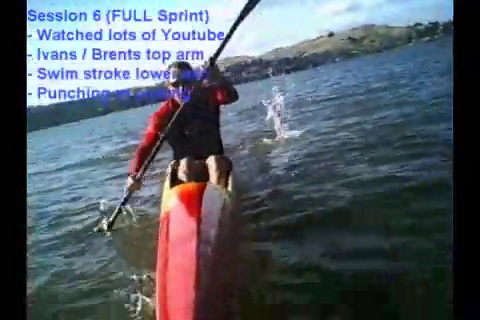 Session 6 (FULL Sprint)
- Watched lots of Youtube
- Ivans / Brents top arm
- Swim stroke lower
- Punching